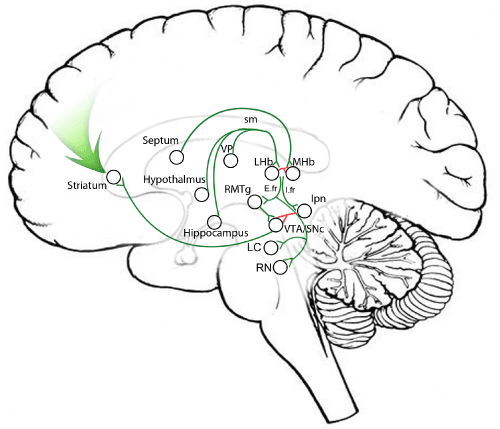 sm
Septum
VP
LHb
MHb
Striatum
Hypothalmus
RMTg
E.fr
I.fr
Ipn
Hippocampus
VTA/SNc
LC
RN